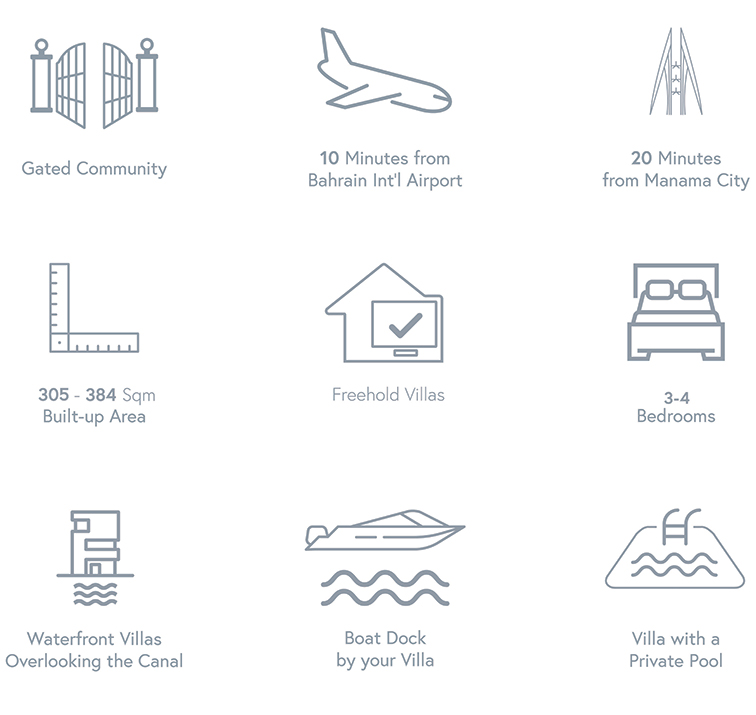 Gated Community
10 Minutes from
Bahrain Int'l Airport
20 Minutes
from Manama City
305 - 384 Sqm
Built-up Area
Freehold Villas
3-4
Bedrooms
Waterfront Villas
Overlooking the Canal
Boat Dock
by your Villa
Villa with a
Private Pool